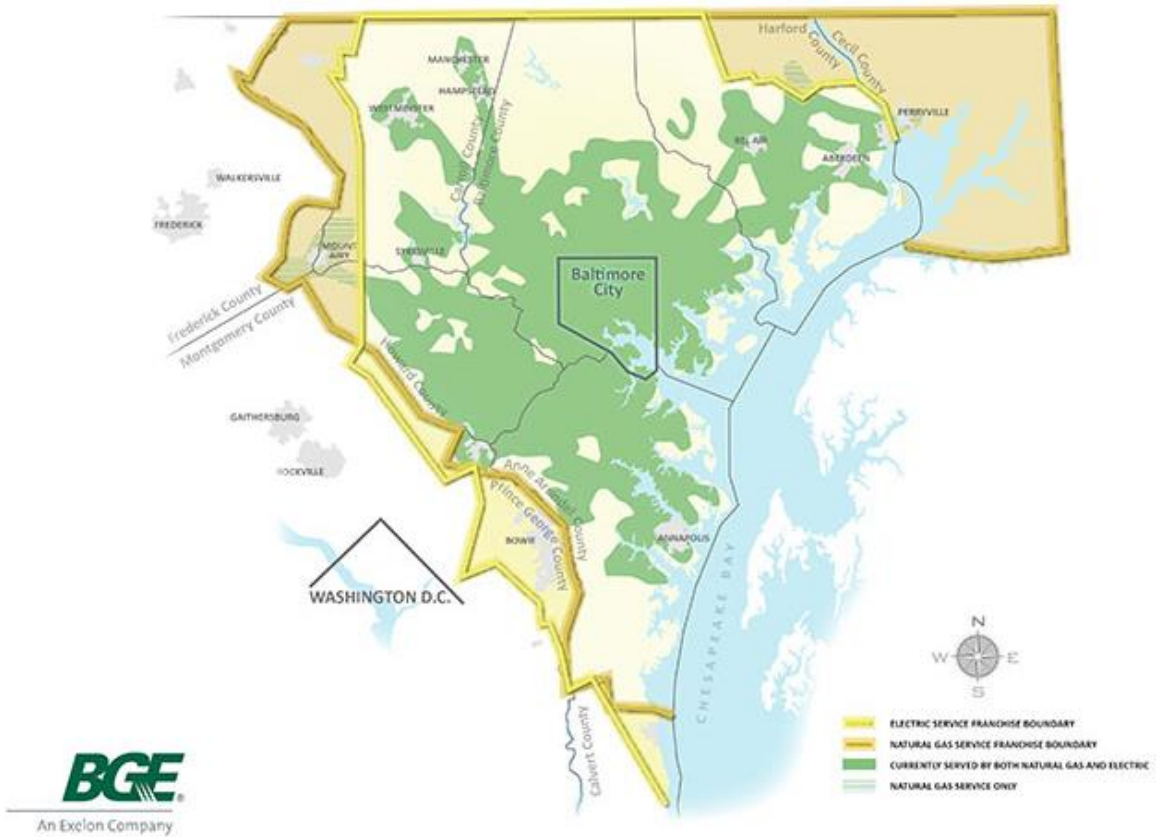 Harford
County
Cecil County
MANCHESTER
HAMPSTEAD
WESTMINSTER
Carroll County
Baltimore County
PERRYVILLE
BEL AIR
ABERDEEN
WALKERSVILLE
FREDERICK
MOUNT
AIRY
SYKESVILLE
Baltimore
City
Frederick County
Montgomery County
Howard County
GAITHERSBURG
ROCKVILLE
Anne Arundel County
Prince George County
BOWIE
ANNAPOLIS
WASHINGTON D.C.
CHESAPEAKE BAY
Calvert County
N
W E
S
ELECTRIC SERVICE FRANCHISE BOUNDARY
NATURAL GAS SERVICE FRANCHISE BOUNDARY
CURRENTLY SERVED BY BOTH NATURAL GAS AND ELECTRIC
NATURAL GAS SERVICE ONLY
BGE®
An Exelon Company